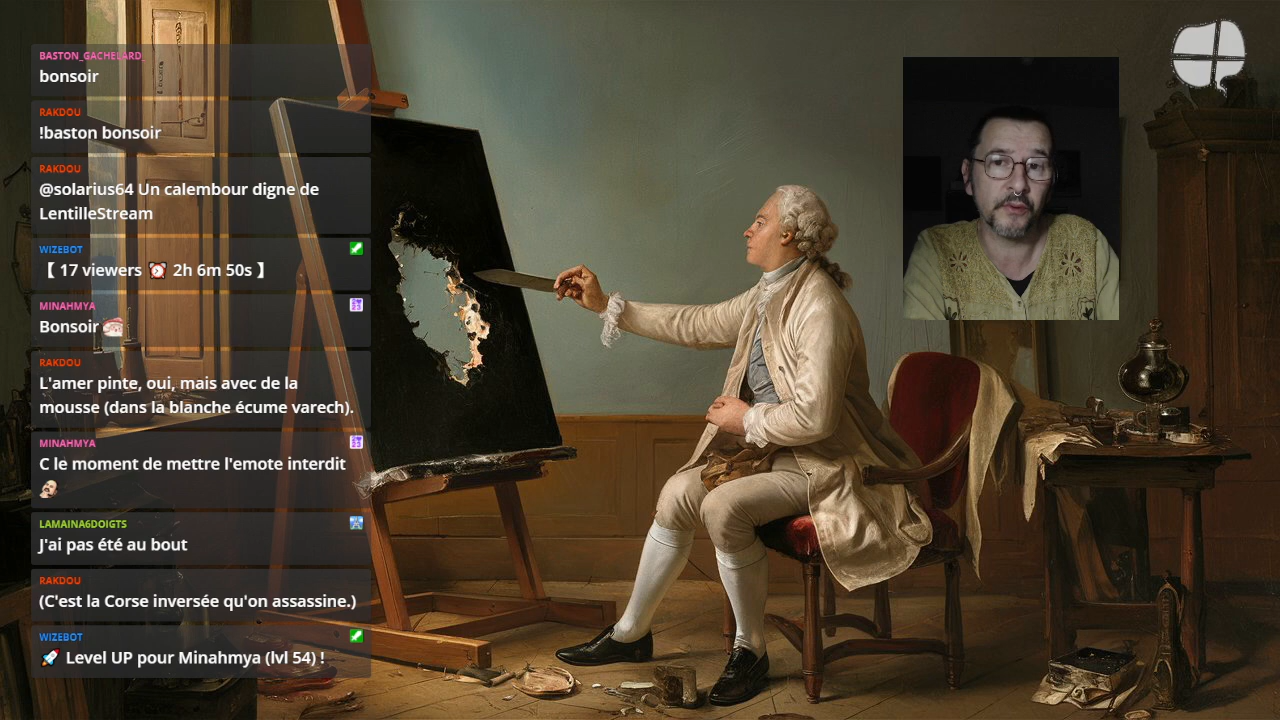 BASTON_GACHELARD_
bonsoir
RAKDOU
!baston bonsoir
RAKDOU
@solarius64 Un calembour digne de
LentilleStream
WIZEBOT
【 17 viewers ⏰ 2h 6m 50s 】
MINAHMYA
Bonsoir
RAKDOU
L'amer pinte, oui, mais avec de la
mousse (dans la blanche écume varech).
MINAHMYA
C le moment de mettre l'emote interdit
LAMAINA6DOIGTS
J'ai pas été au bout
RAKDOU
(C'est la Corse inversée qu'on assassine.)
WIZEBOT
🚀 Level UP pour Minahmya (lvl 54) !